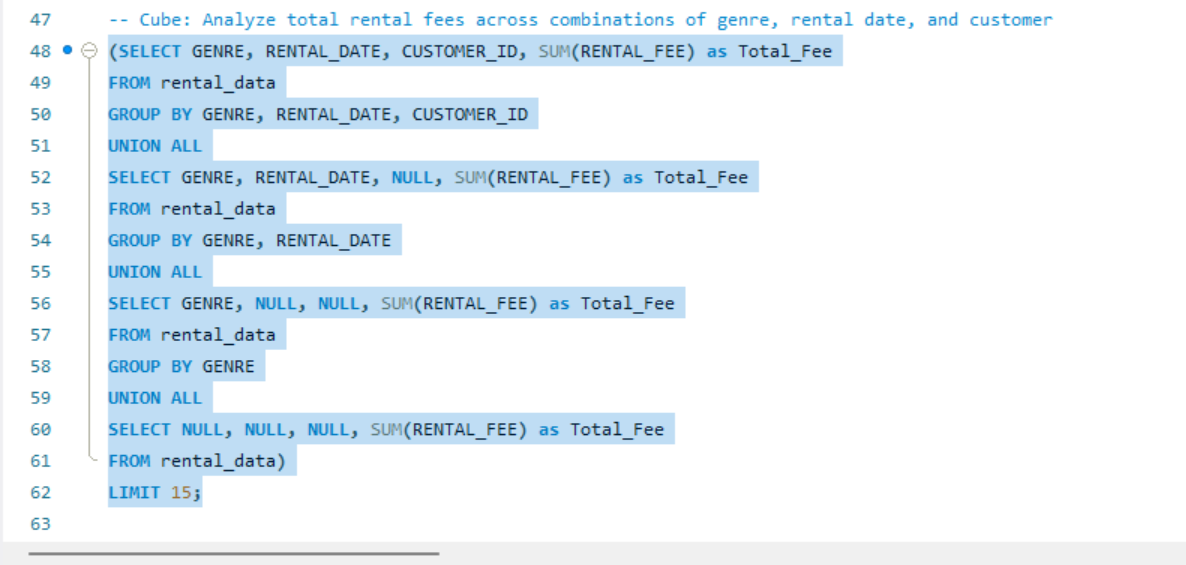 47 -- Cube: Analyze total rental fees across combinations of genre, rental date, and customer
48 (SELECT GENRE, RENTAL_DATE, CUSTOMER_ID, SUM(RENTAL_FEE) as Total_Fee
49 FROM rental_data
50 GROUP BY GENRE, RENTAL_DATE, CUSTOMER_ID
51 UNION ALL
52 SELECT GENRE, RENTAL_DATE, NULL, SUM(RENTAL_FEE) as Total_Fee
53 FROM rental_data
54 GROUP BY GENRE, RENTAL_DATE
55 UNION ALL
56 SELECT GENRE, NULL, NULL, SUM(RENTAL_FEE) as Total_Fee
57 FROM rental_data
58 GROUP BY GENRE
59 UNION ALL
60 SELECT NULL, NULL, NULL, SUM(RENTAL_FEE) as Total_Fee
61 FROM rental_data)
62 LIMIT 15;
63